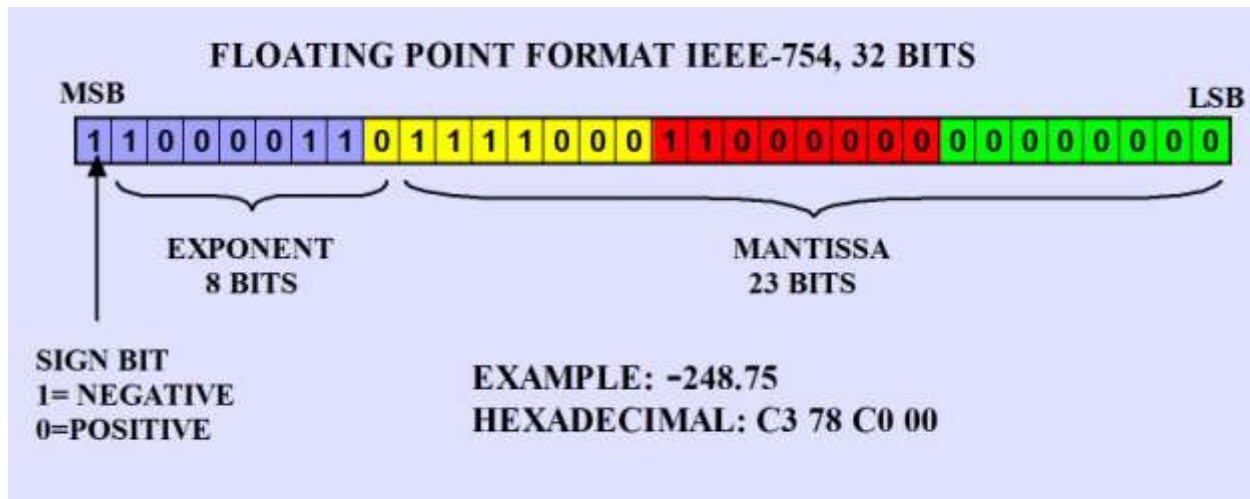 FLOATING POINT FORMAT IEEE-754, 32 BITS
MSB LSB
1 1 0 0 0 0 1 1 0 1 1 1 1 0 0 0 1 1 0 0 0 0 0 0 0 0 0 0 0 0 0 0
EXPONENT MANTISSA
8 BITS 23 BITS
SIGN BIT
1= NEGATIVE
0=POSITIVE
EXAMPLE: -248.75
HEXADECIMAL: C3 78 C0 00